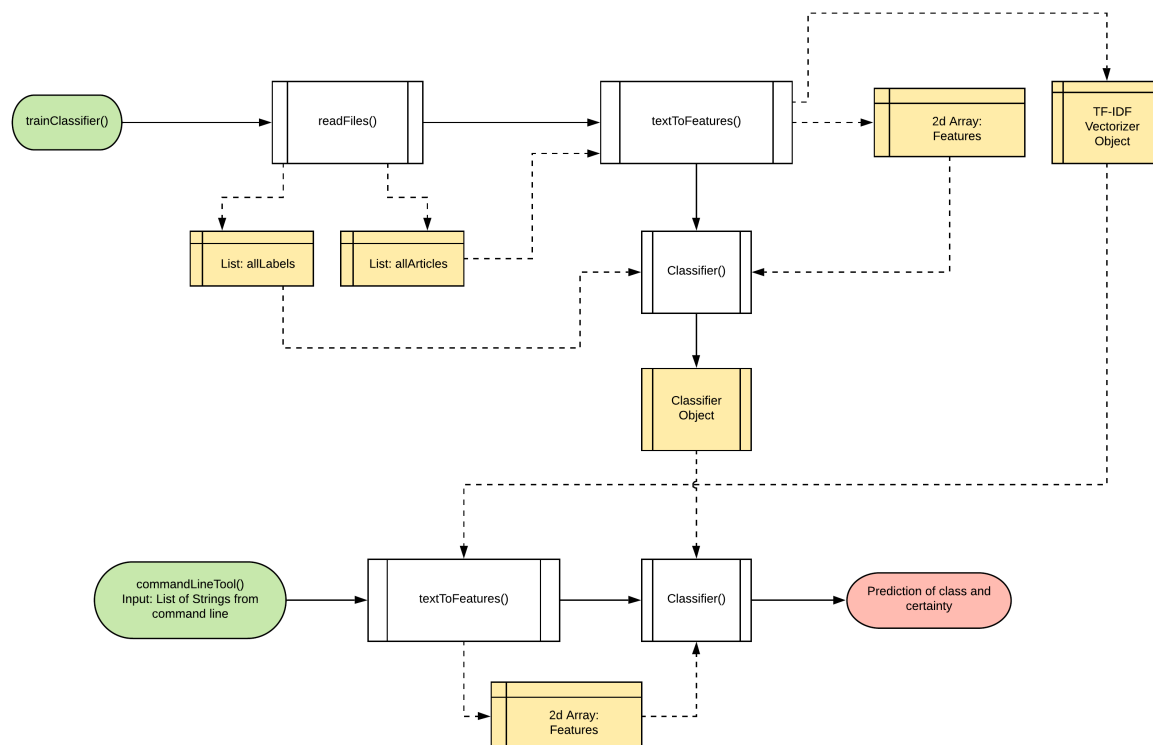 trainClassifier()
readFiles()
textToFeatures()
2d Array:
Features
TF-IDF
Vectorizer
Object
List: allLabels
List: allArticles
Classifier()
Classifier
Object
commandLineTool()
Input: List of Strings from
command line
textToFeatures()
Classifier()
Prediction of class and
certainty
2d Array:
Features